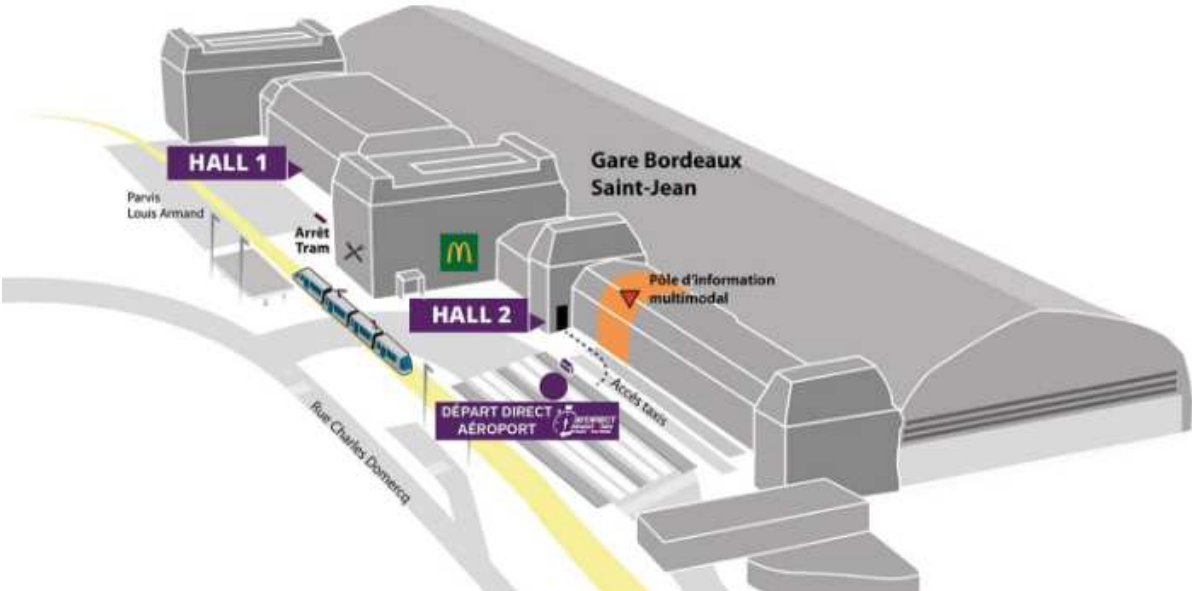 HALL 1
Gare Bordeaux
Saint-Jean
Parvis
Louis Armand
Arrêt
Tram
Pôle d'information
multimodal
HALL 2
Accès taxis
DÉPART DIRECT
AÉROPORT
Rue Charles Domercq